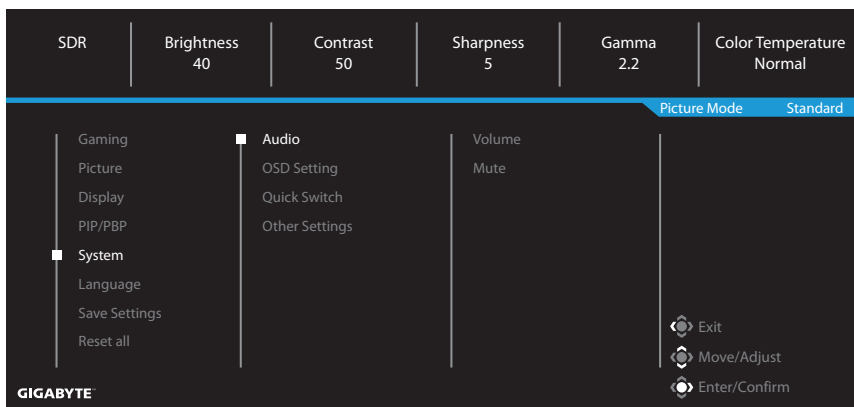 SDR
Brightness
40
Contrast
50
Sharpness
5
Gamma
2.2
Color Temperature
Normal
Picture Mode Standard
Gaming
Picture
Display
PIP/PBP
System
Language
Save Settings
Reset all
Audio
OSD Setting
Quick Switch
Other Settings
Volume
Mute
Exit
Move/Adjust
Enter/Confirm
GIGABYTE™